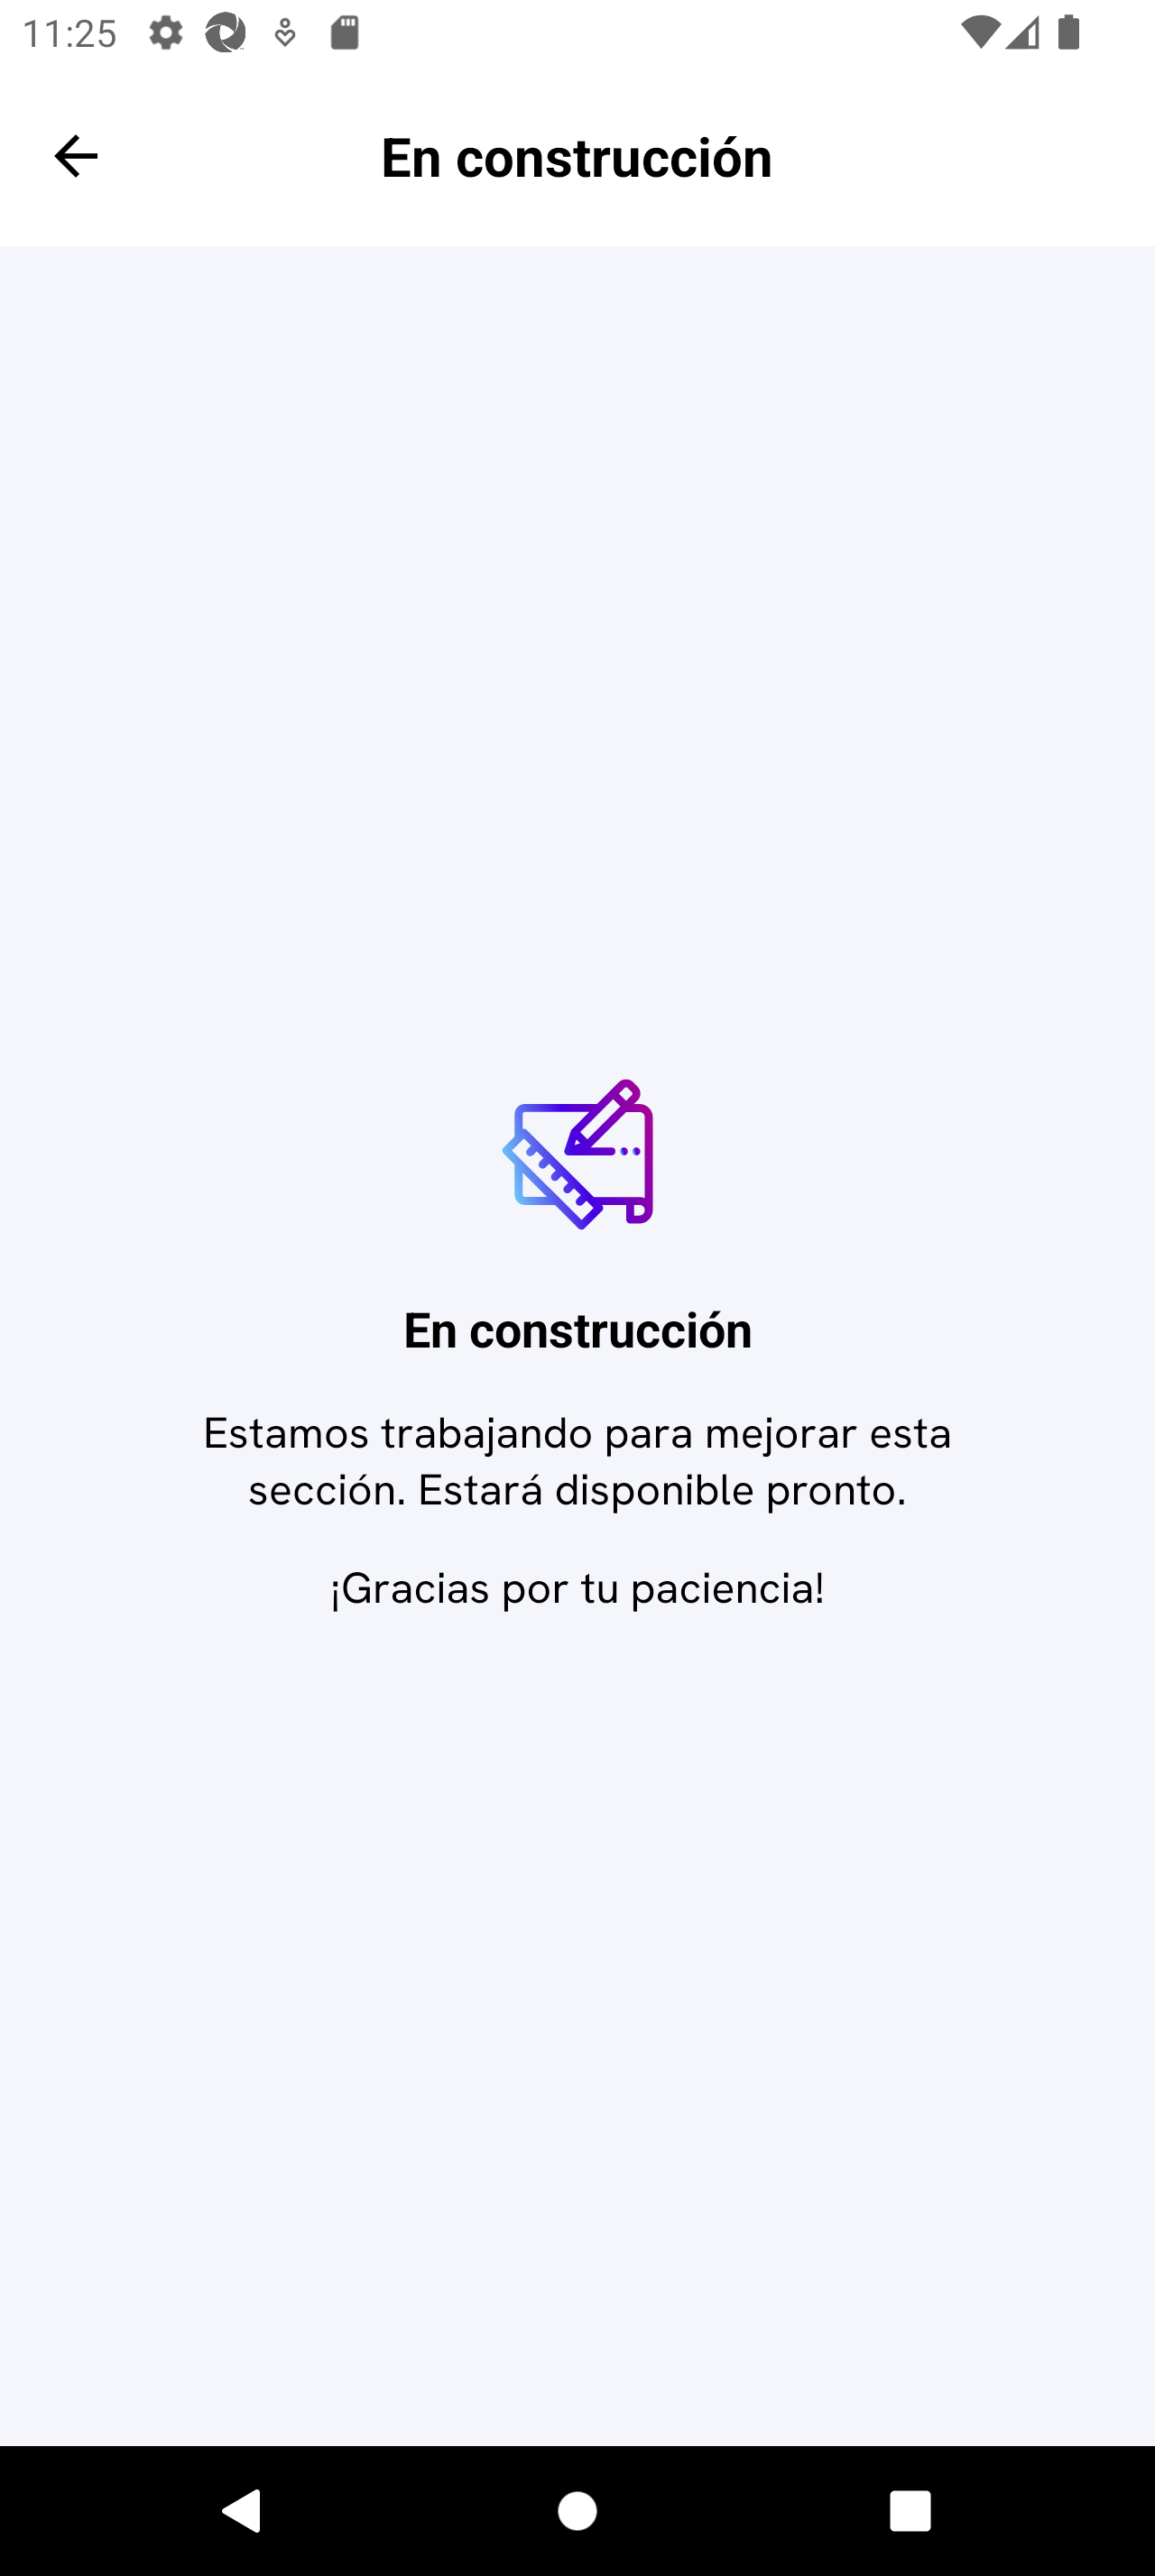 11:25
En construcción
En construcción
Estamos trabajando para mejorar esta
sección. Estará disponible pronto.
¡Gracias por tu paciencia!